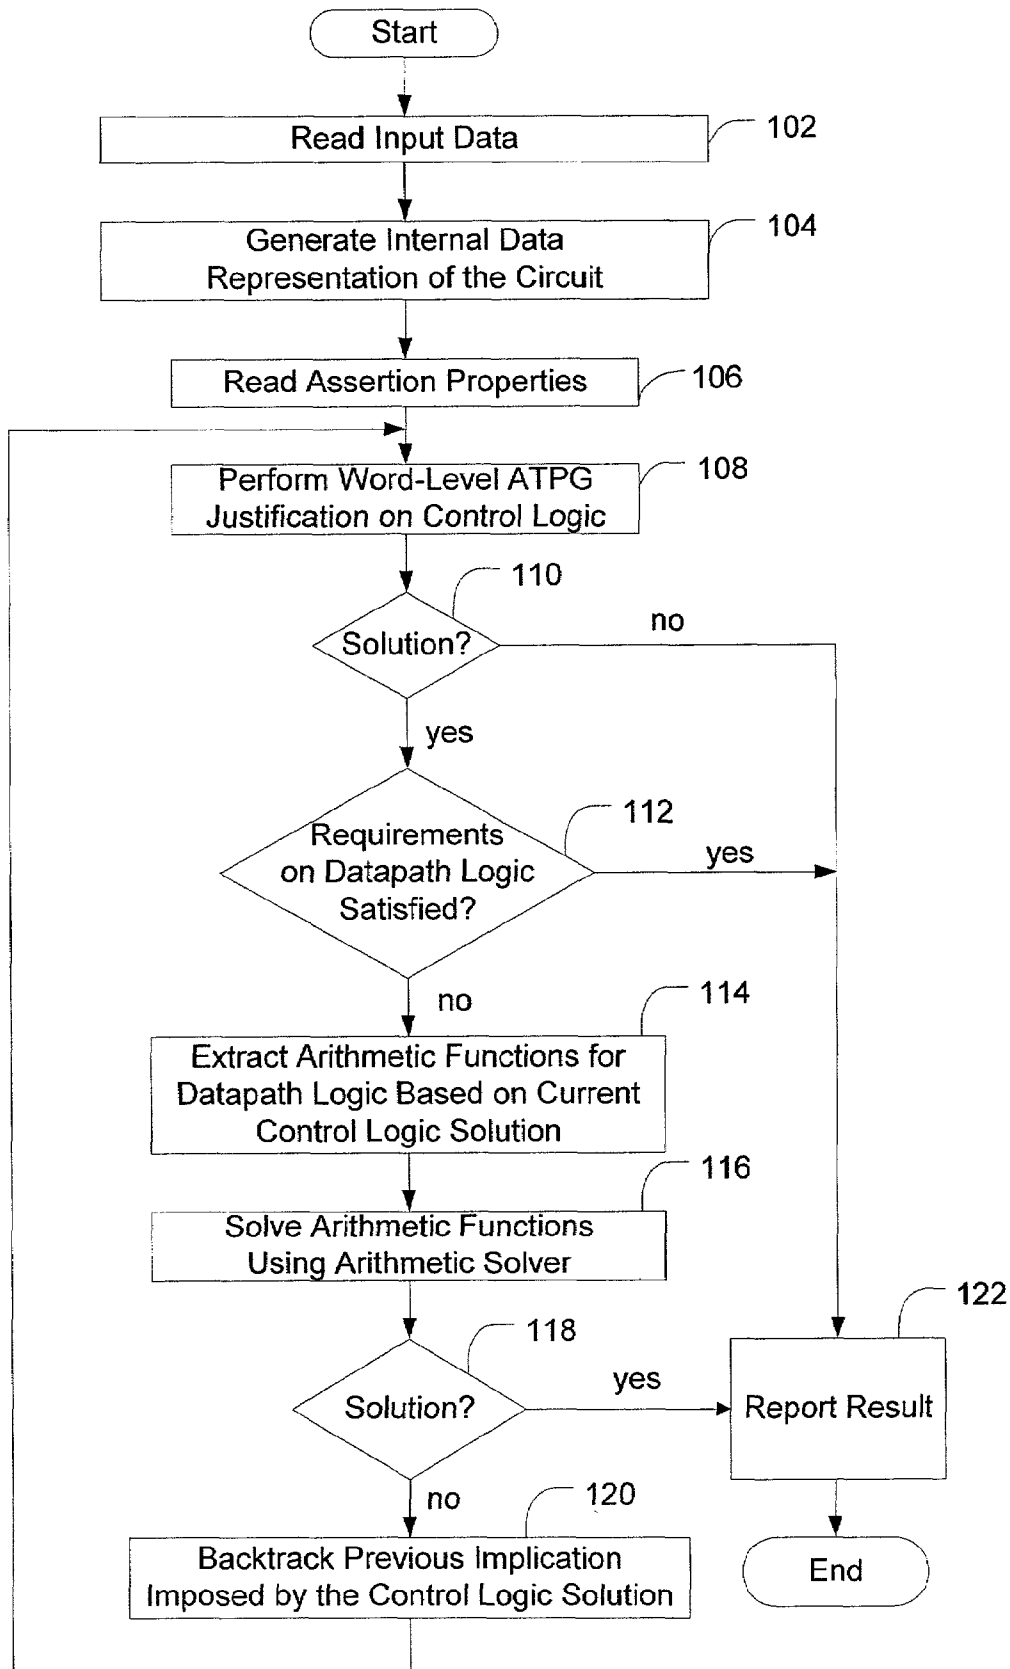 Start
Read Input Data
102
Generate Internal Data
Representation of the Circuit
104
Read Assertion Properties
106
Perform Word-Level ATPG
Justification on Control Logic
108
110
Solution?
no
yes
112
Requirements
on Datapath Logic
Satisfied?
yes
no
114
Extract Arithmetic Functions for
Datapath Logic Based on Current
Control Logic Solution
116
Solve Arithmetic Functions
Using Arithmetic Solver
118
122
Solution?
yes
Report Result
no
120
Backtrack Previous Implication
Imposed by the Control Logic Solution
End